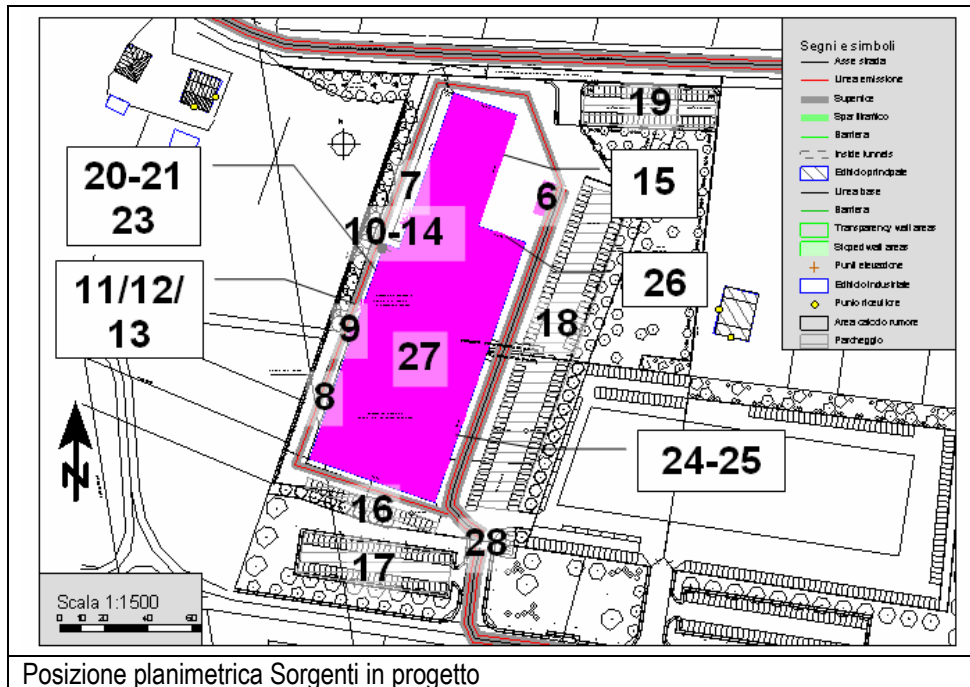 Segni e simboli
Asse strada
Linea emissione
Superficie
Spartitraffico
Barriera
Inside tunnels
Edificio principale
Linea base
Barriera
Transparency wall areas
Sloped wall areas
Punti elevazione
Edificio industriale
Punto ricevitore
Area calcolo rumore
Parcheggio
19
15
7
6
20-21
23
10-14
26
11/12/
13
9
18
27
8
24-25
N
16
28
17
Scala 1:1500
0 10 20 40 60
Posizione planimetrica Sorgenti in progetto